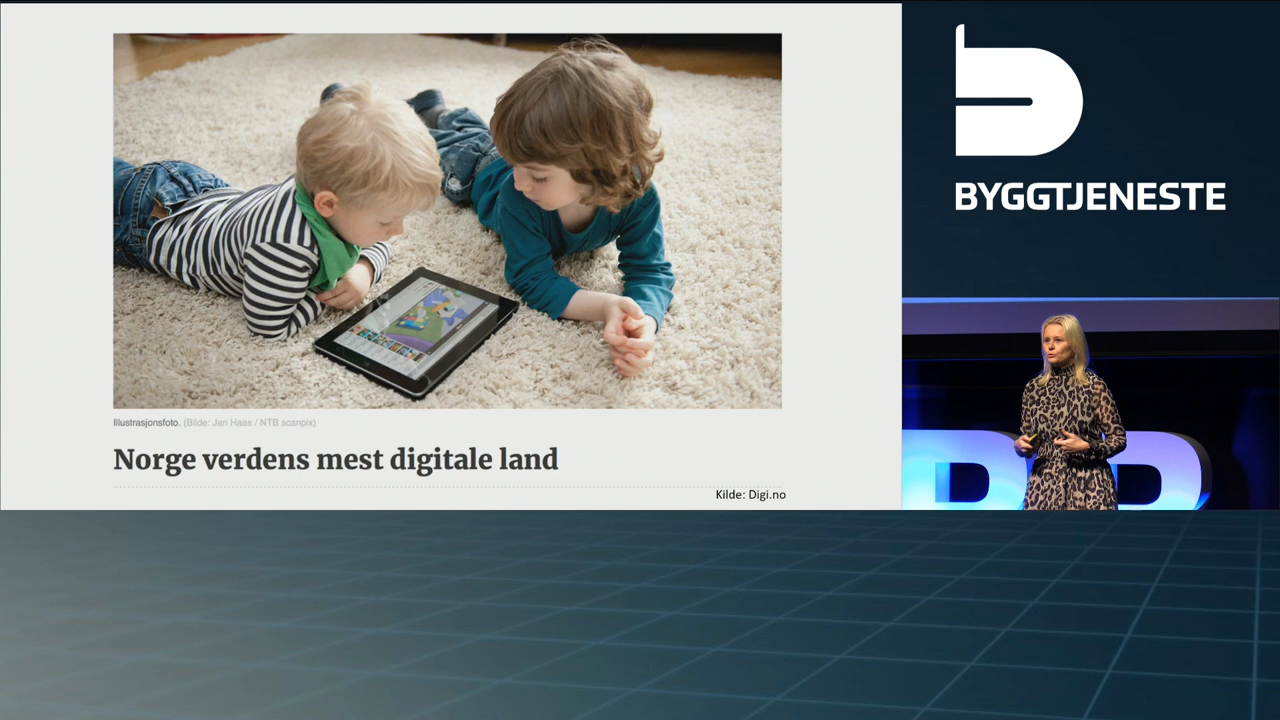 BYGGTJENESTE
Illustrasjonsfoto. (Bilde: Jan Haas / NTB scanpix)
Norge verdens mest digitale land
Kilde: Digi.no